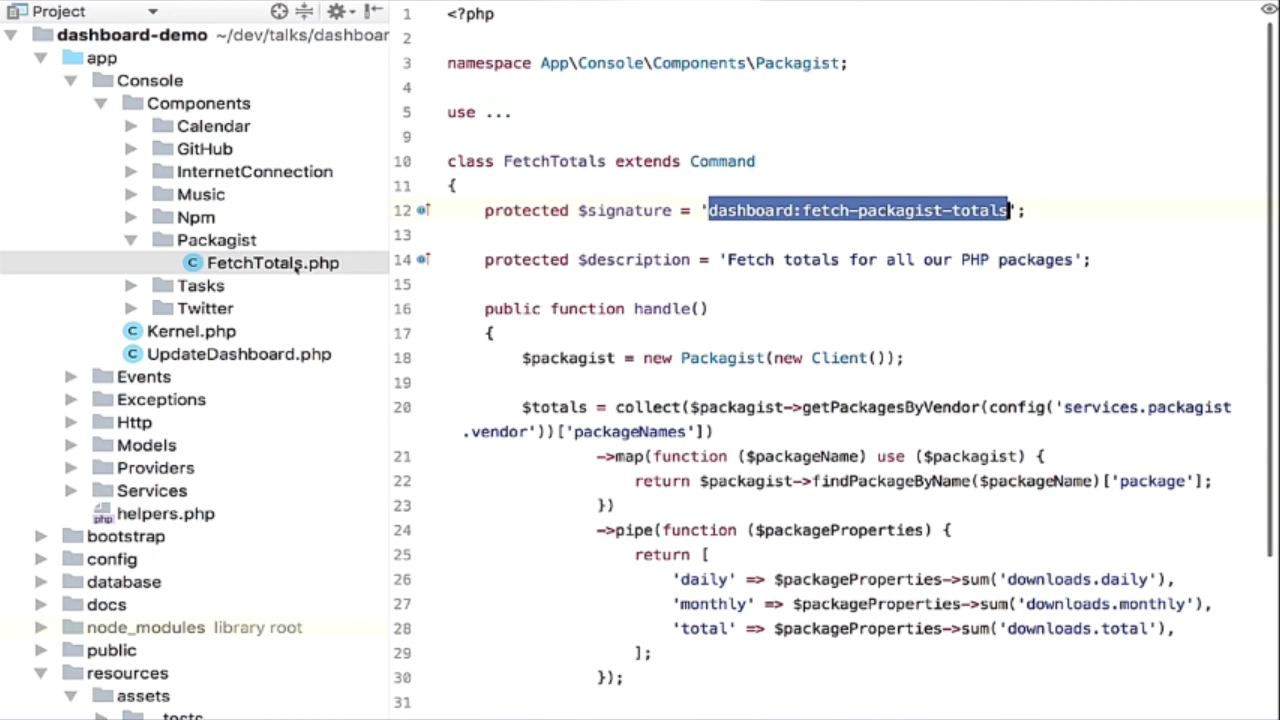 Project
dashboard-demo ~/dev/talks/dashboar
app
Console
Components
Calendar
GitHub
InternetConnection
Music
Npm
Packagist
FetchTotals.php
Tasks
Twitter
Kernel.php
UpdateDashboard.php
Events
Exceptions
Http
Models
Providers
Services
php helpers.php
bootstrap
config
database
docs
node_modules library root
public
resources
assets
tests
1 <?php
2
3 namespace App\Console\Components\Packagist;
4
5 use ...
9
10 class FetchTotals extends Command
11 {
12 protected $signature = 'dashboard:fetch-packagist-totals';
13
14 protected $description = 'Fetch totals for all our PHP packages';
15
16 public function handle()
17 {
18 $packagist = new Packagist(new Client());
19
20 $totals = collect($packagist->getPackagesByVendor(config('services.packagist
.vendor'))['packageNames'])
21 ->map(function ($packageName) use ($packagist) {
22 return $packagist->findPackageByName($packageName)['package'];
23 })
24 ->pipe(function ($packageProperties) {
25 return [
26 'daily' => $packageProperties->sum('downloads.daily'),
27 'monthly' => $packageProperties->sum('downloads.monthly'),
28 'total' => $packageProperties->sum('downloads.total'),
29 ];
30 });
31